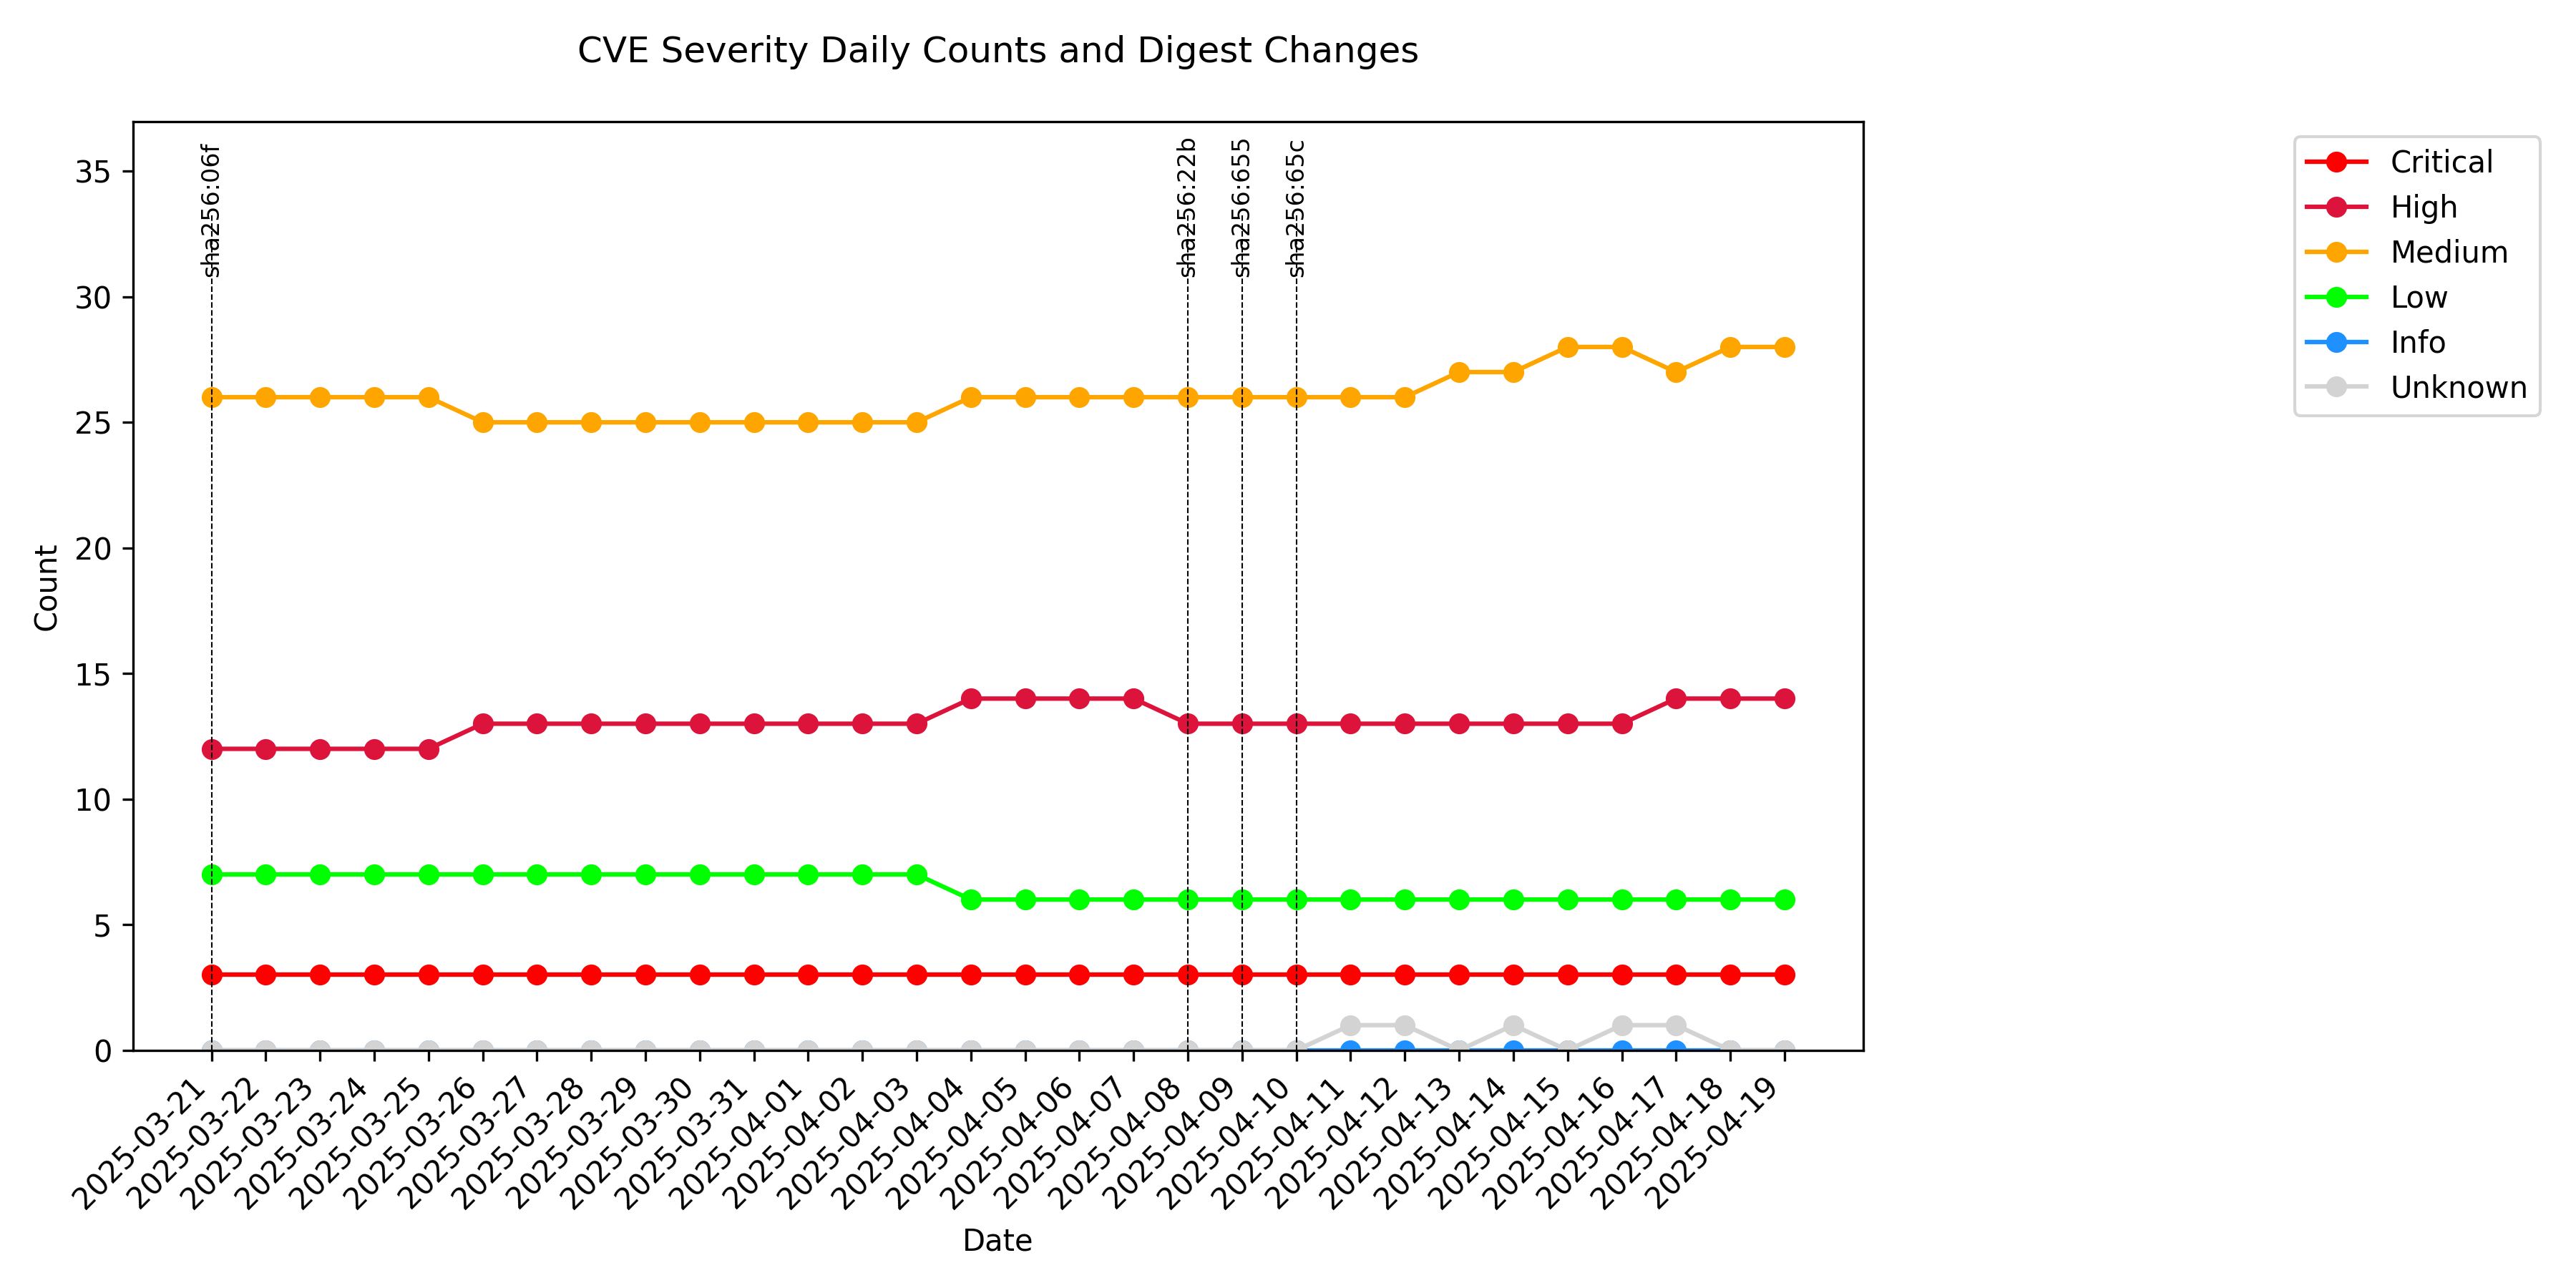 CVE Severity Daily Counts and Digest Changes
sha256:06f
sha256:22b
sha256:655
sha256:65c
Critical
High
Medium
Low
Info
Unknown
Count
35
30
25
20
15
10
5
0
2025-03-21
2025-03-22
2025-03-23
2025-03-24
2025-03-25
2025-03-26
2025-03-27
2025-03-28
2025-03-29
2025-03-30
2025-03-31
2025-04-01
2025-04-02
2025-04-03
2025-04-04
2025-04-05
2025-04-06
2025-04-07
2025-04-08
2025-04-09
2025-04-10
2025-04-11
2025-04-12
2025-04-13
2025-04-14
2025-04-15
2025-04-16
2025-04-17
2025-04-18
2025-04-19
Date